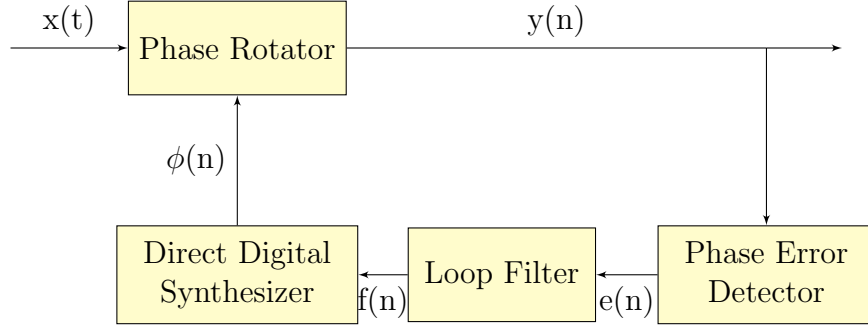 x(t)
Phase Rotator
y(n)
ϕ(n)
Direct Digital
Synthesizer
f(n)
Loop Filter
e(n)
Phase Error
Detector